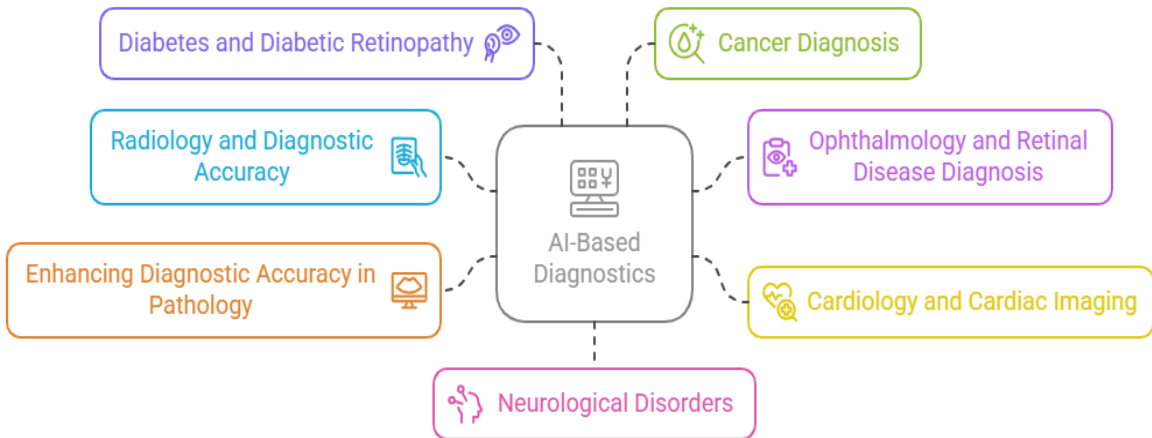 Diabetes and Diabetic Retinopathy
Cancer Diagnosis
Radiology and Diagnostic
Accuracy
Ophthalmology and Retinal
Disease Diagnosis
AI-Based
Diagnostics
Enhancing Diagnostic Accuracy in
Pathology
Cardiology and Cardiac Imaging
Neurological Disorders